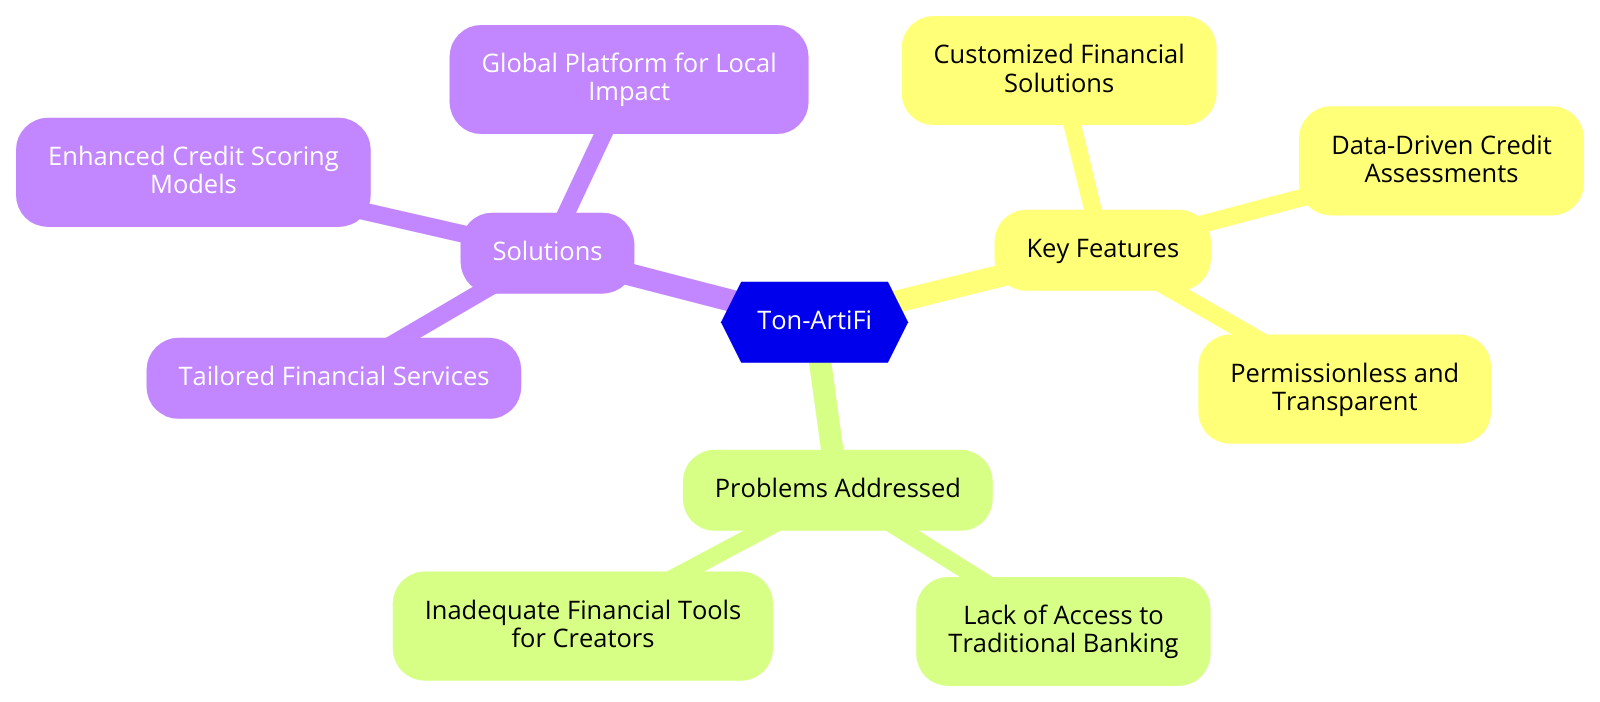 Global Platform for Local
Impact
Enhanced Credit Scoring
Models
Solutions
Tailored Financial Services
Ton-ArtiFi
Customized Financial
Solutions
Data-Driven Credit
Assessments
Key Features
Permissionless and
Transparent
Problems Addressed
Inadequate Financial Tools
for Creators
Lack of Access to
Traditional Banking